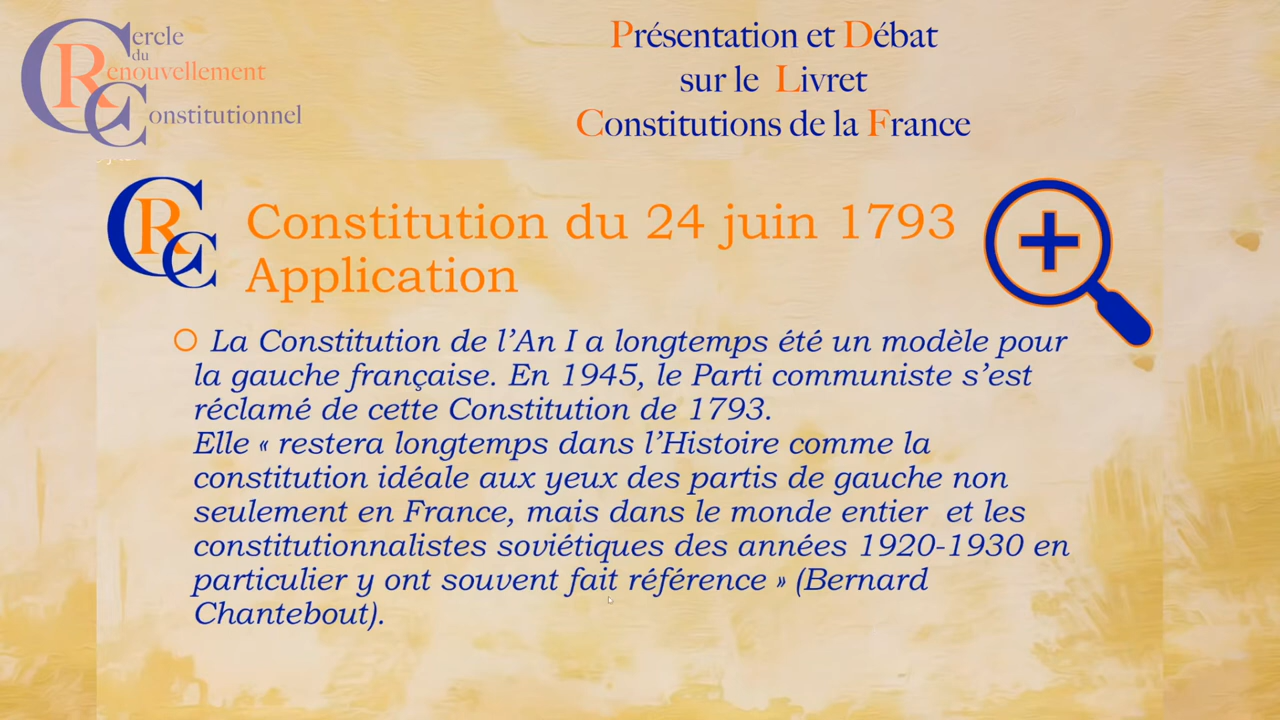 Cercle
du
Renouvellement
Constitutionnel
Présentation et Débat
sur le Livret
Constitutions de la France
CRC
Constitution du 24 juin 1793
Application
La Constitution de l’An I a longtemps été un modèle pour
la gauche française. En 1945, le Parti communiste s’est
réclamé de cette Constitution de 1793.
Elle « restera longtemps dans l’Histoire comme la
constitution idéale aux yeux des partis de gauche non
seulement en France, mais dans le monde entier et les
constitutionnalistes soviétiques des années 1920-1930 en
particulier y ont souvent fait référence » (Bernard
Chantebout).